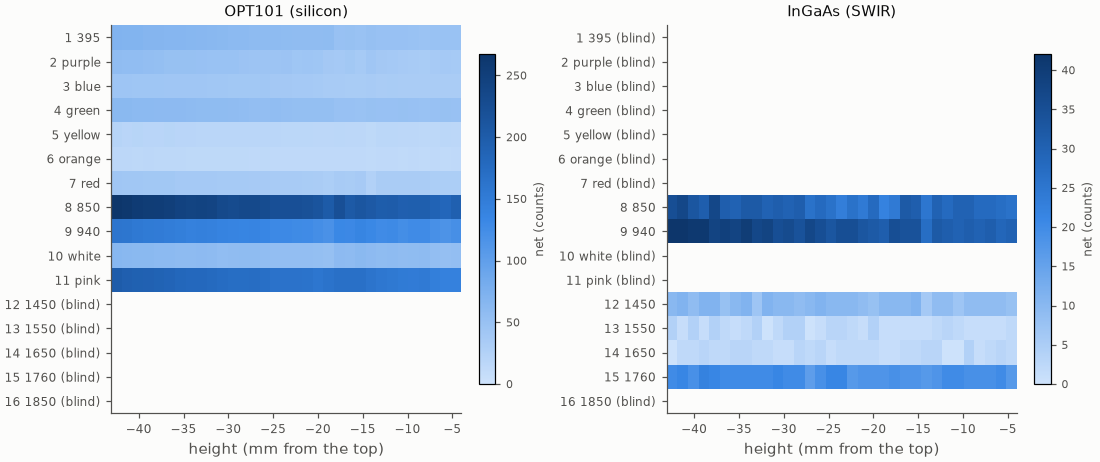 OPT101 (silicon)
1 395
2 purple
3 blue
4 green
5 yellow
6 orange
7 red
8 850
9 940
10 white
11 pink
12 1450 (blind)
13 1550 (blind)
14 1650 (blind)
15 1760 (blind)
16 1850 (blind)
−40 −35 −30 −25 −20 −15 −10 −5
height (mm from the top)
250
200
150
100
50
0
net (counts)
InGaAs (SWIR)
1 395 (blind)
2 purple (blind)
3 blue (blind)
4 green (blind)
5 yellow (blind)
6 orange (blind)
7 red (blind)
8 850
9 940
10 white (blind)
11 pink (blind)
12 1450
13 1550
14 1650
15 1760
16 1850 (blind)
−40 −35 −30 −25 −20 −15 −10 −5
height (mm from the top)
40
35
30
25
20
15
10
5
0
net (counts)